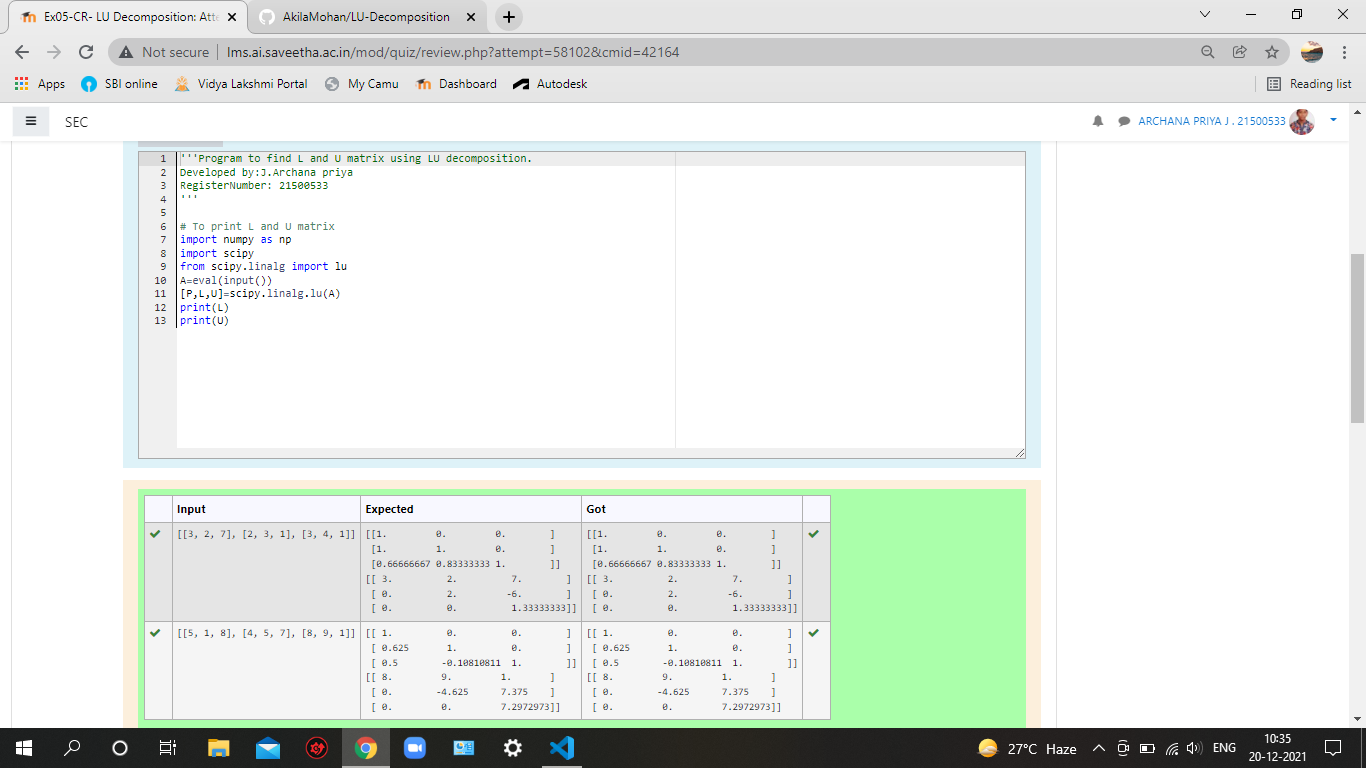 Ex05-CR- LU Decomposition: Atte
AkilaMohan/LU-Decomposition
Not secure lms.ai.saveetha.ac.in/mod/quiz/review.php?attempt=58102&cmid=42164
Apps SBI online Vidya Lakshmi Portal My Camu Dashboard Autodesk Reading list
SEC ARCHANA PRIYA J . 21500533
1 '''Program to find L and U matrix using LU decomposition.
2 Developed by:J.Archana priya
3 RegisterNumber: 21500533
4 '''
5
6 # To print L and U matrix
7 import numpy as np
8 import scipy
9 from scipy.linalg import lu
10 A=eval(input())
11 [P,L,U]=scipy.linalg.lu(A)
12 print(L)
13 print(U)
Input Expected Got
[[3, 2, 7], [2, 3, 1], [3, 4, 1]] [[1. 0. 0. ] [[1. 0. 0. ]
[1. 1. 0. ] [1. 1. 0. ]
[0.66666667 0.83333333 1. ]] [0.66666667 0.83333333 1. ]]
[[ 3. 2. 7. ] [[ 3. 2. 7. ]
[ 0. 2. -6. ] [ 0. 2. -6. ]
[ 0. 0. 1.33333333]] [ 0. 0. 1.33333333]]
[[5, 1, 8], [4, 5, 7], [8, 9, 1]] [[ 1. 0. 0. ] [[ 1. 0. 0. ]
[ 0.625 1. 0. ] [ 0.625 1. 0. ]
[ 0.5 -0.10810811 1. ]] [ 0.5 -0.10810811 1. ]]
[[ 8. 9. 1. ] [[ 8. 9. 1. ]
[ 0. -4.625 7.375 ] [ 0. -4.625 7.375 ]
[ 0. 0. 7.2972973]] [ 0. 0. 7.2972973]]
27°C Haze ENG 10:35
20-12-2021